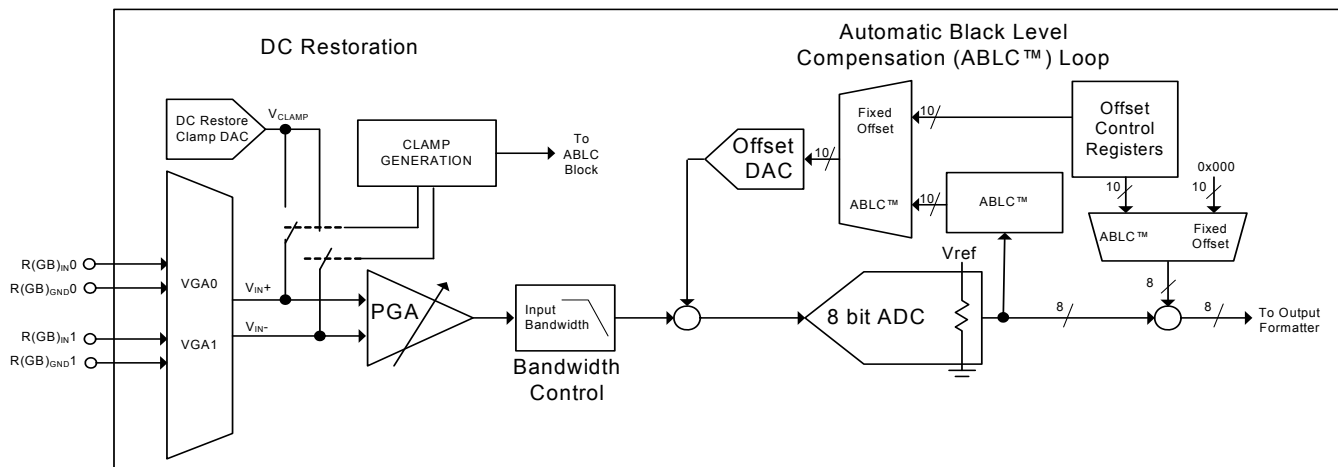 DC Restoration
Automatic Black Level
Compensation (ABLC™) Loop
DC Restore
Clamp DAC
VCLAMP
CLAMP
GENERATION
To
ABLC
Block
Offset
DAC
10
Fixed
Offset
ABLC™
10
10
Offset
Control
Registers
ABLC™
10
0x000
10
ABLC™
Fixed
Offset
8
R(GB)IN0
R(GB)GND0
R(GB)IN1
R(GB)GND1
VGA0
VGA1
VIN+
VIN-
PGA
Input
Bandwidth
Bandwidth
Control
Vref
8 bit ADC
8
8
To Output
Formatter